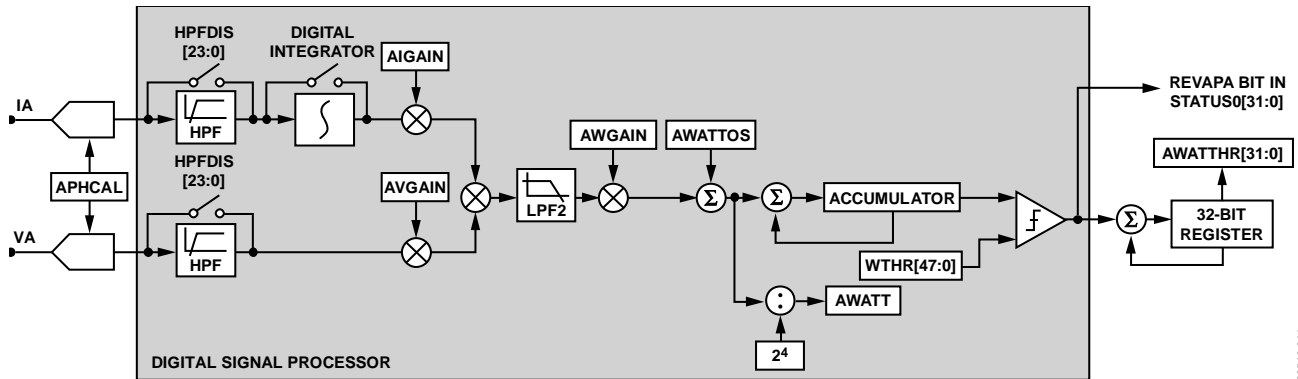 HPFDIS
[23:0]
DIGITAL
INTEGRATOR
AIGAIN
IA
HPF
REVAPA BIT IN
STATUS0[31:0]
HPFDIS
[23:0]
APHCAL
AVGAIN
AWGAIN
AWATTOS
AWATTHR[31:0]
LPF2
Σ
Σ
ACCUMULATOR
Σ
32-BIT
REGISTER
VA
HPF
WTHR[47:0]
:
AWATT
2⁴
DIGITAL SIGNAL PROCESSOR